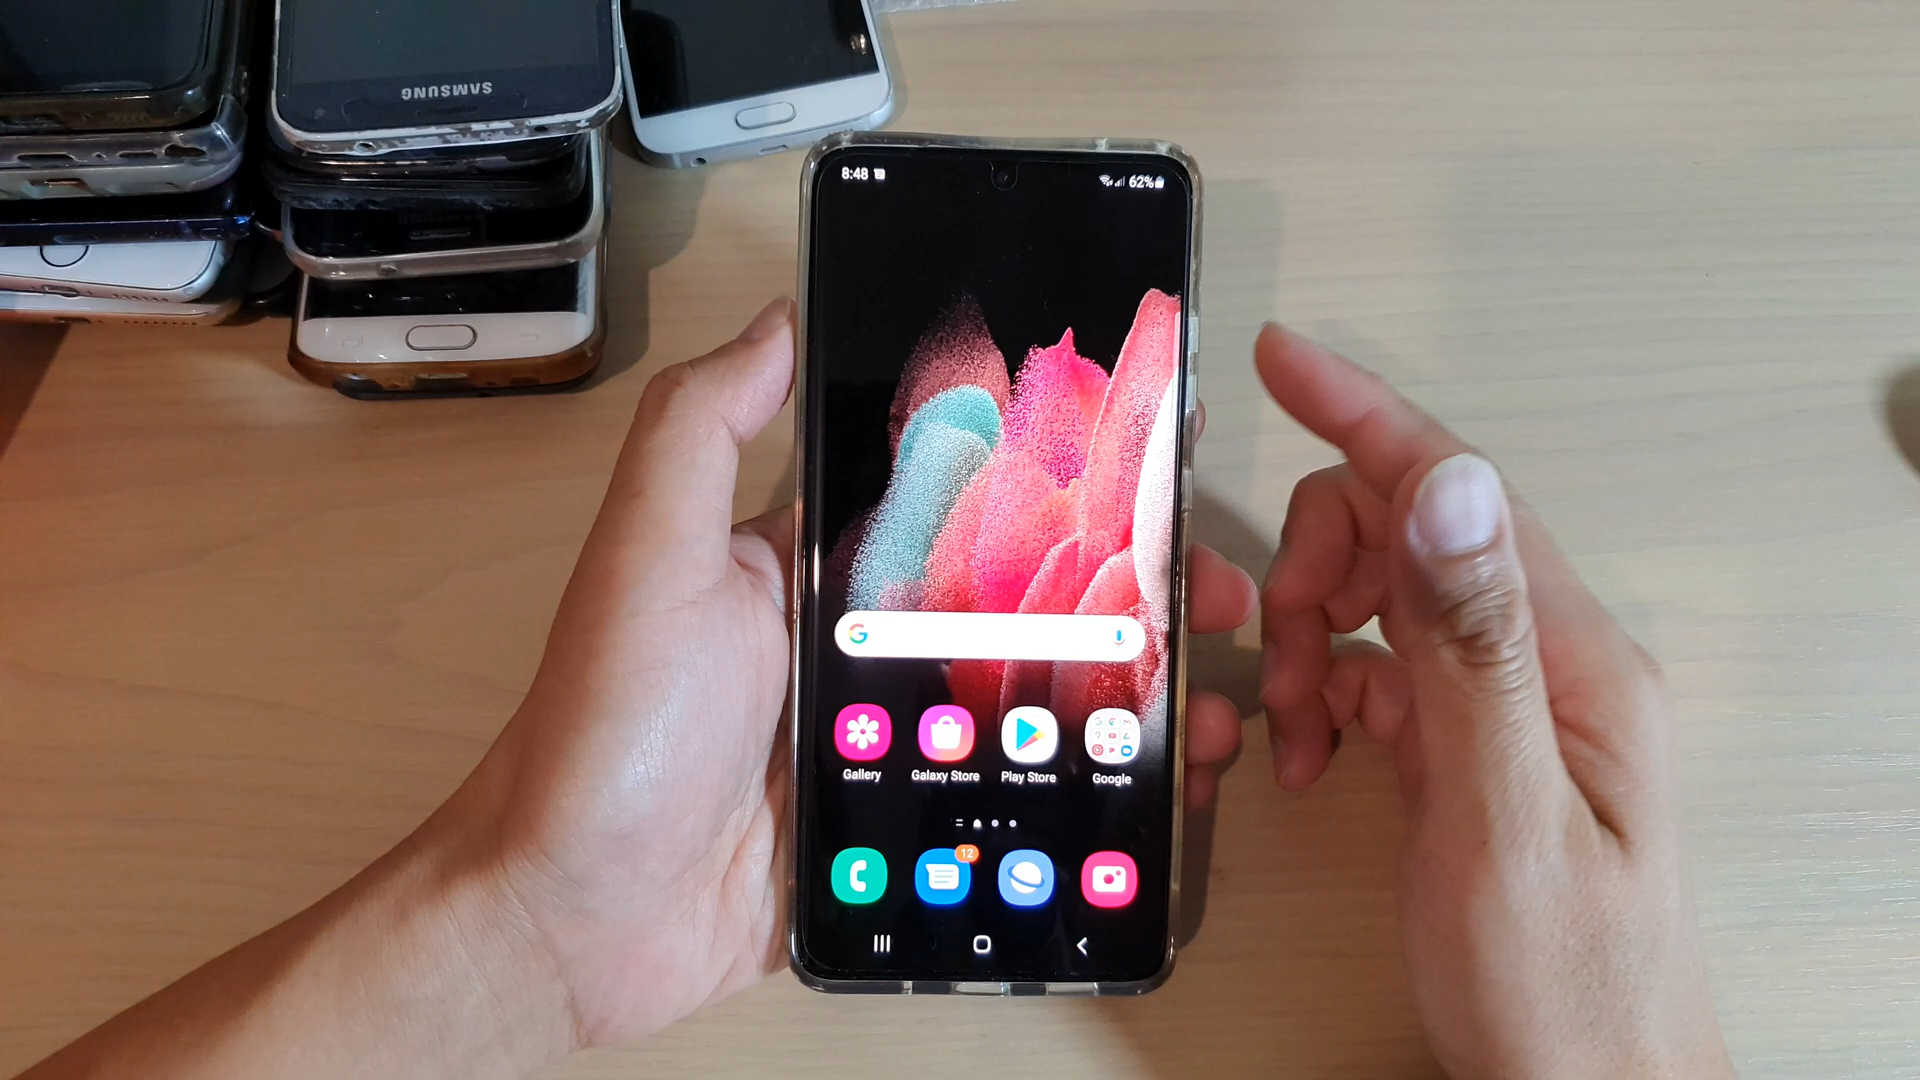 SAMSUNG
8:48
62%
Gallery
Galaxy Store
Play Store
Google
12